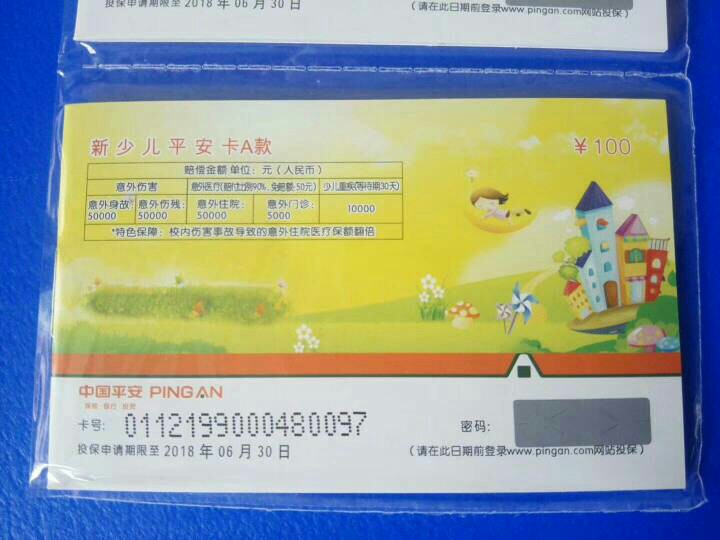 投保申请期限至 2018 年 06 月 30 日
(请在此日期前登录www.pingan.com网站投保)
新少儿平安卡A款
￥100
赔偿金额 单位：元（人民币）
意外伤害 意外医疗(赔付比例90%，免赔额:50元) 少儿重疾(等待期30天)
意外身故: 50000 意外伤残: 50000 意外住院: 50000 意外门诊: 5000 10000
*特色保障：校内伤害事故导致的意外住院医疗保额翻倍
中国平安 PINGAN
保险·银行·投资
卡号: 0112199000480097
密码:
投保申请期限至 2018 年 06 月 30 日
(请在此日期前登录www.pingan.com网站投保)